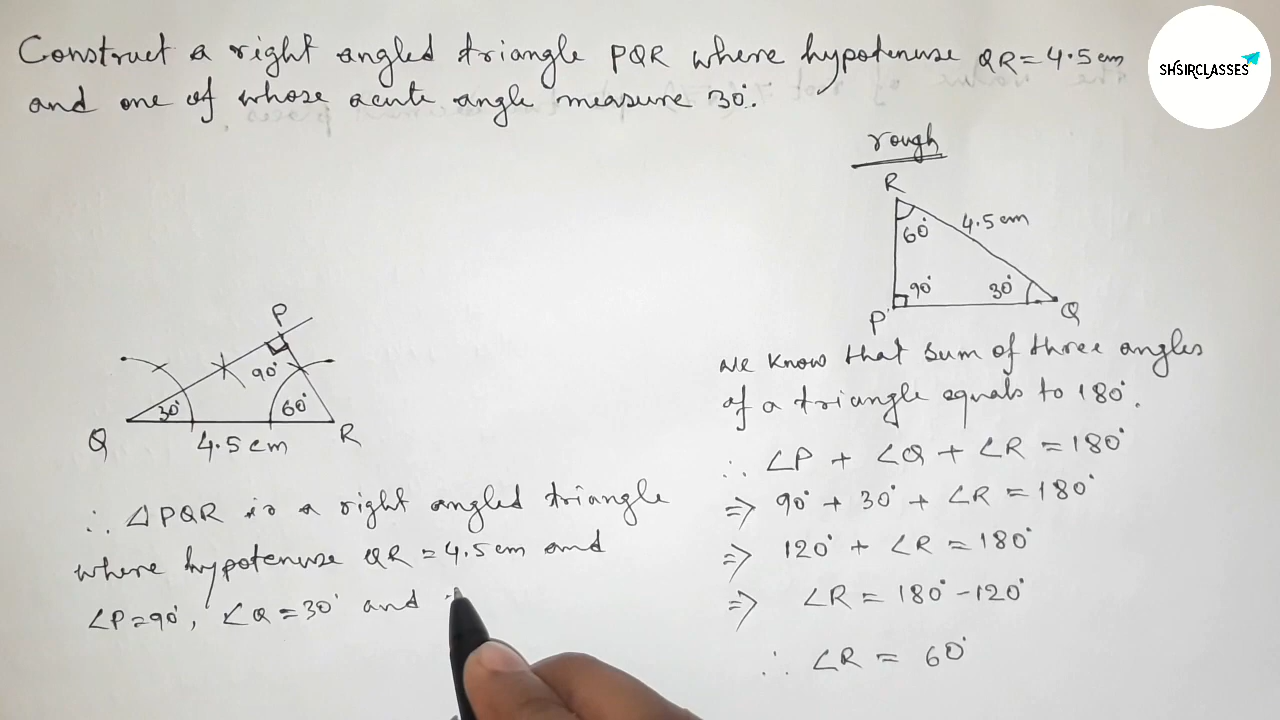 Construct a right angled triangle PQR where hypotenuse QR = 4.5 cm
and one of whose acute angle measure 30°.
SHSIRCLASSES
rough
R
60°
4.5 cm
90°
30°
P
Q
P
90°
30°
60°
Q
4.5 cm
R
∴ △PQR is a right angled triangle
where hypotenuse QR = 4.5 cm and
∠P = 90°, ∠Q = 30° and
we know that sum of three angles
of a triangle equals to 180°.
∴ ∠P + ∠Q + ∠R = 180°
⇒ 90° + 30° + ∠R = 180°
⇒ 120° + ∠R = 180°
⇒ ∠R = 180° - 120°
∴ ∠R = 60°